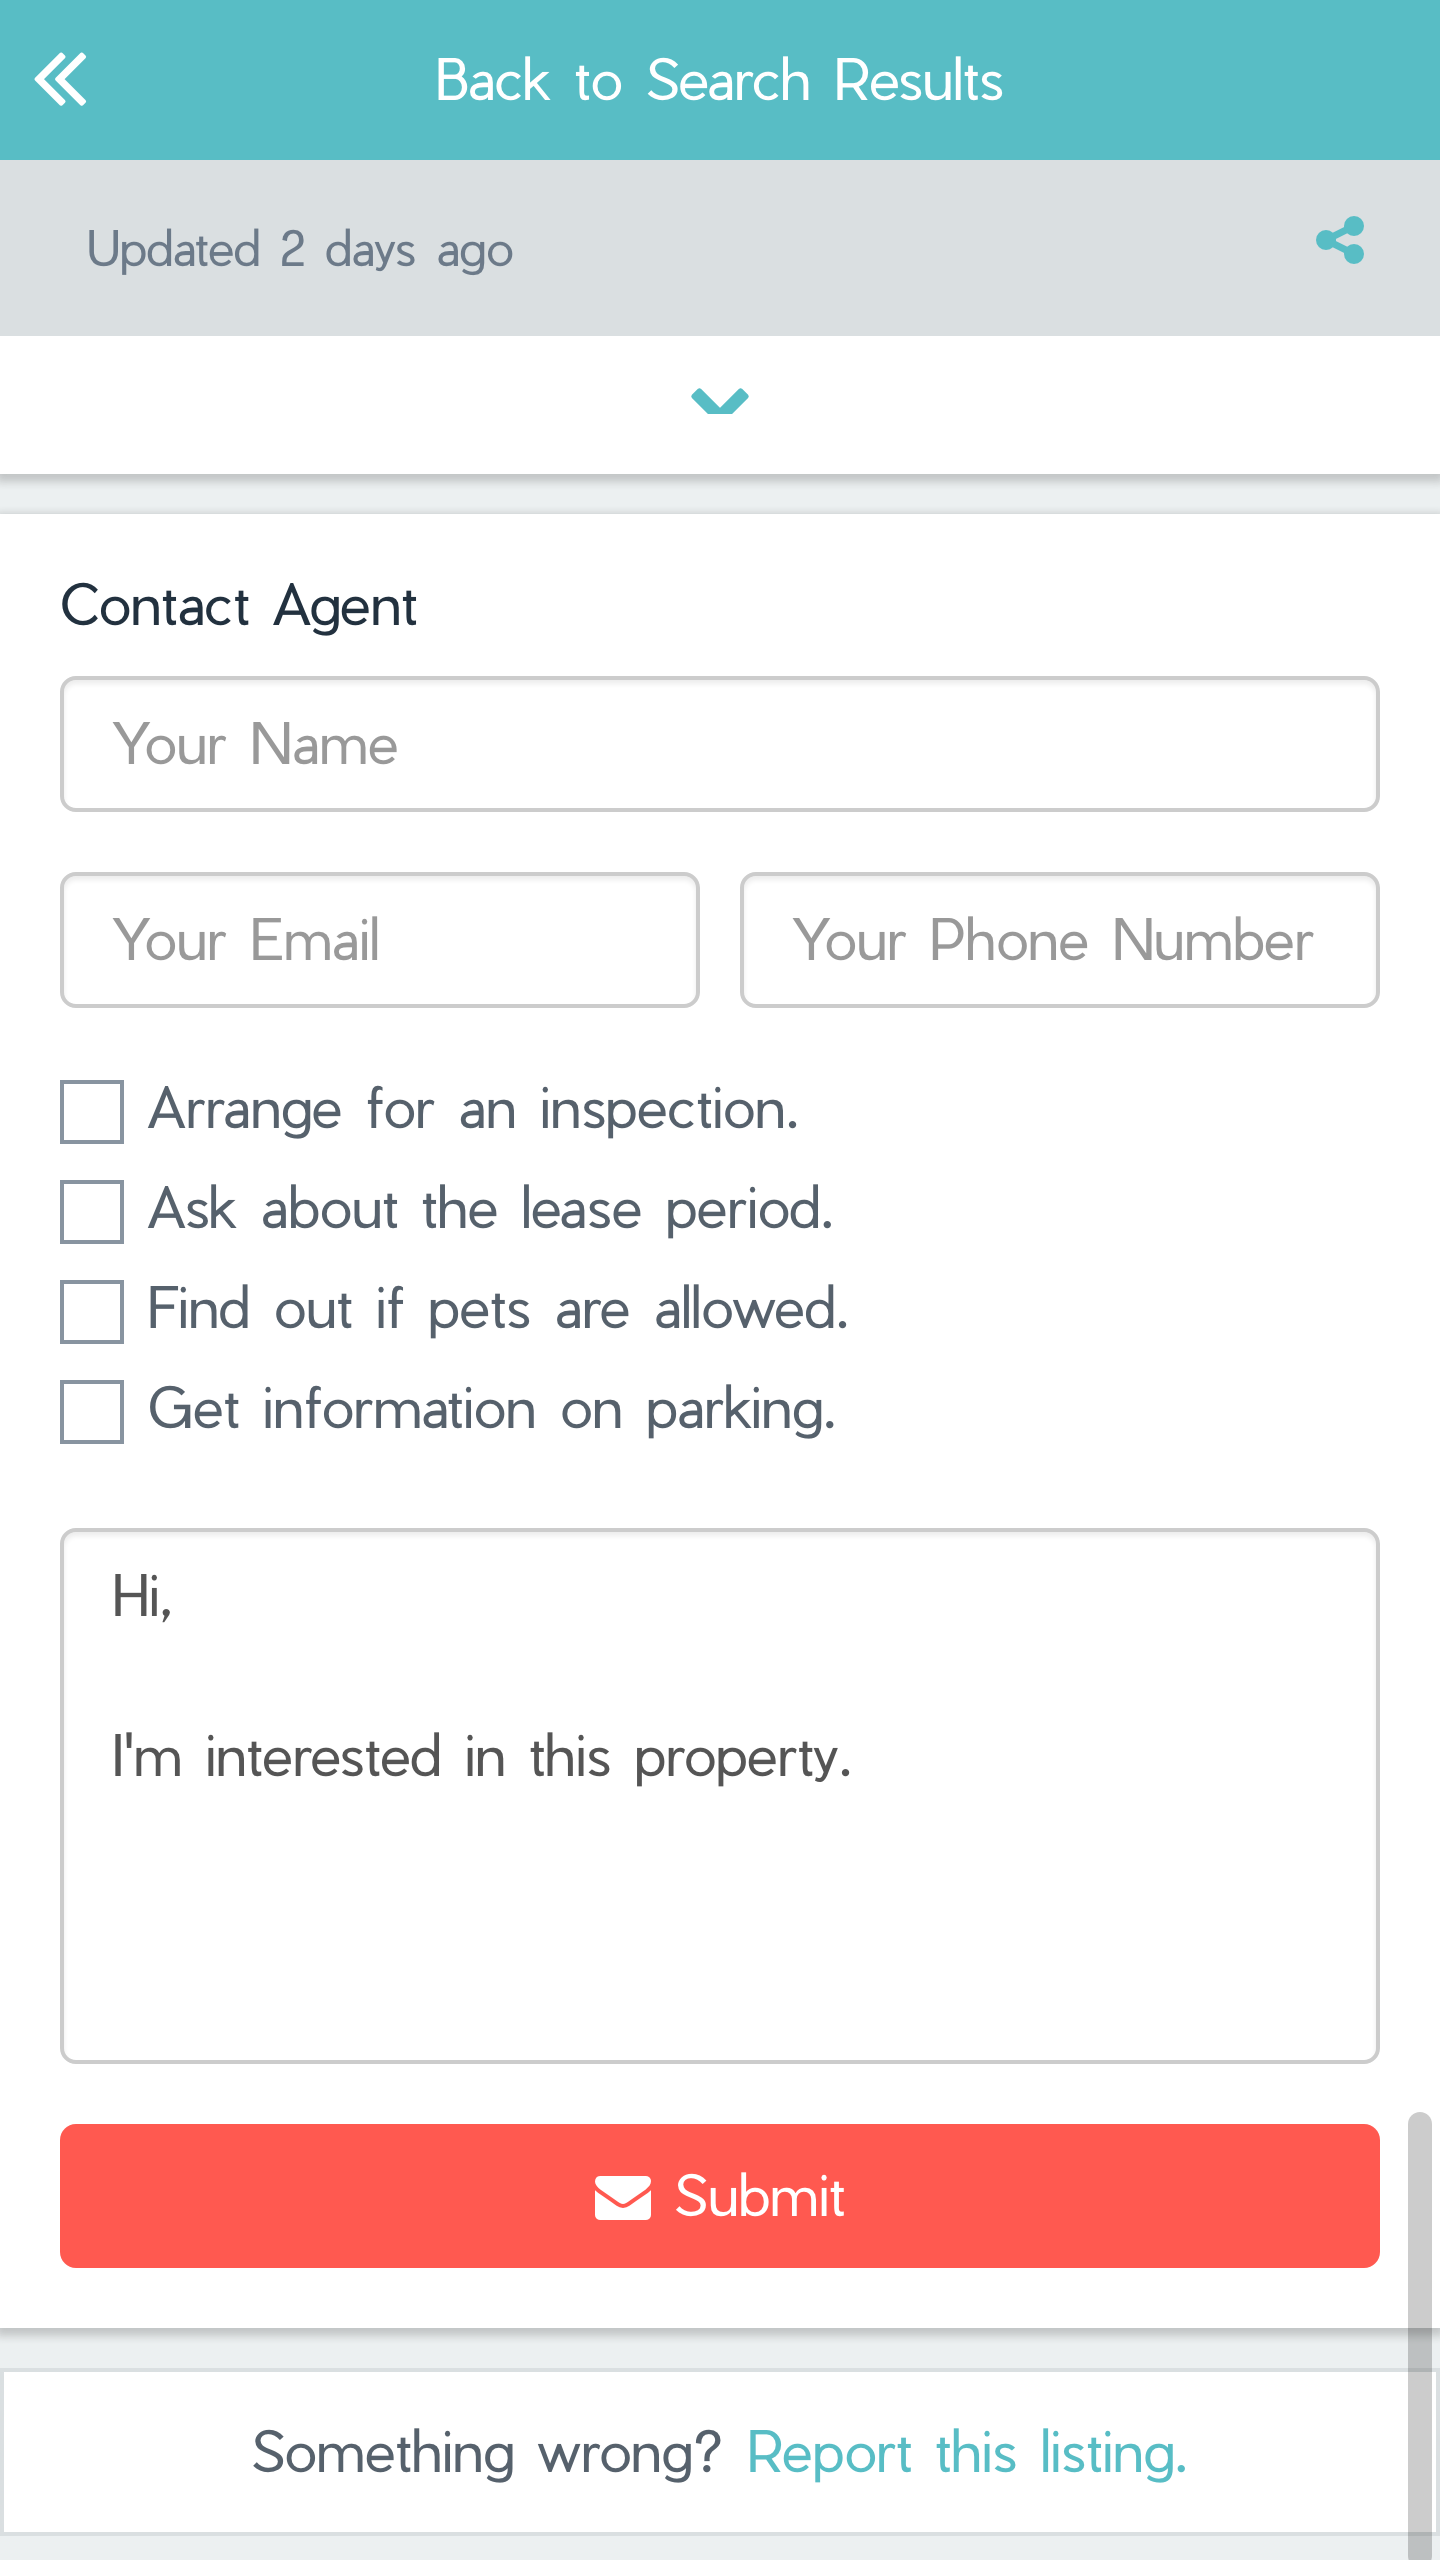 Back to Search Results
Updated 2 days ago
Contact Agent
Your Name
Your Email
Your Phone Number
Arrange for an inspection.
Ask about the lease period.
Find out if pets are allowed.
Get information on parking.
Hi,
I'm interested in this property.
Submit
Something wrong? Report this listing.